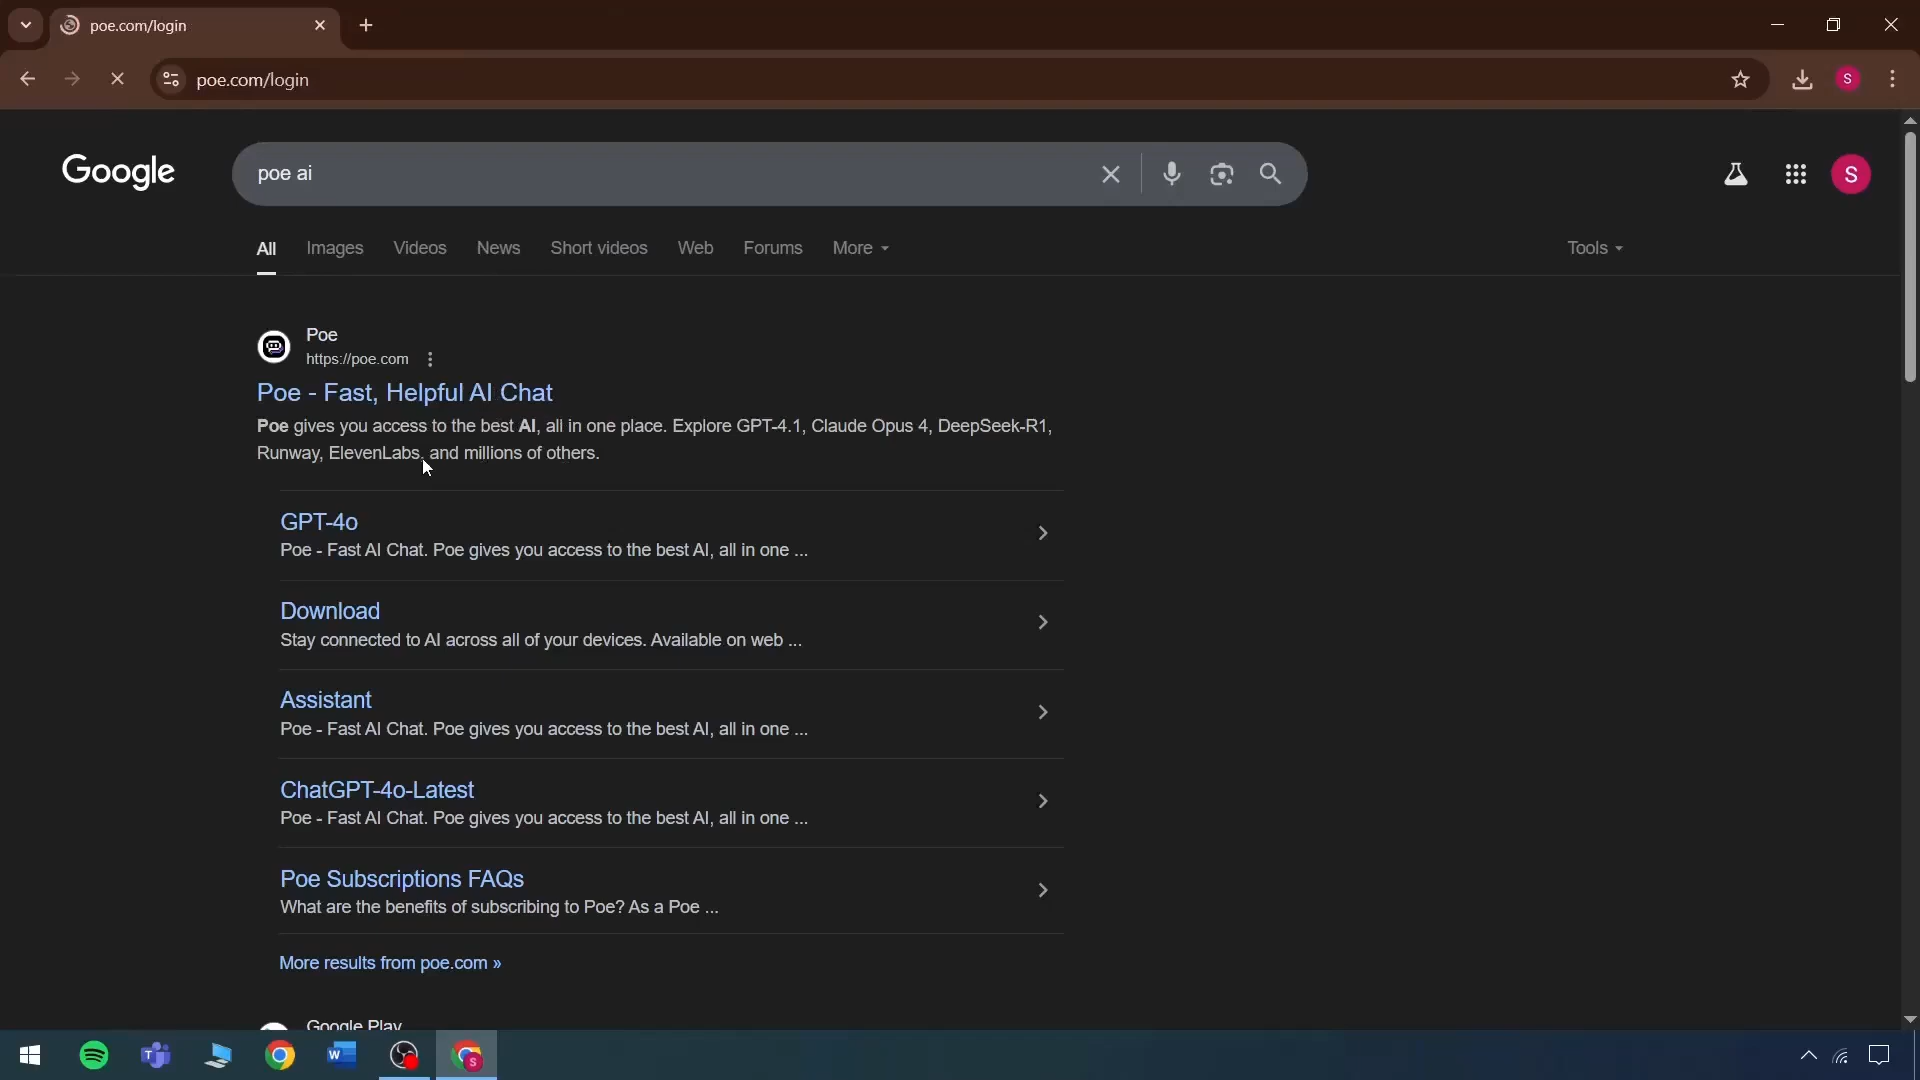 poe.com/login
poe.com/login
S
Google
poe ai
S
All Images Videos News Short videos Web Forums More Tools
Poe
https://poe.com
Poe - Fast, Helpful AI Chat
Poe gives you access to the best AI, all in one place. Explore GPT-4.1, Claude Opus 4, DeepSeek-R1,
Runway, ElevenLabs, and millions of others.
GPT-4o
Poe - Fast AI Chat. Poe gives you access to the best AI, all in one ...
Download
Stay connected to AI across all of your devices. Available on web ...
Assistant
Poe - Fast AI Chat. Poe gives you access to the best AI, all in one ...
ChatGPT-4o-Latest
Poe - Fast AI Chat. Poe gives you access to the best AI, all in one ...
Poe Subscriptions FAQs
What are the benefits of subscribing to Poe? As a Poe ...
More results from poe.com »
Google Play
T W S